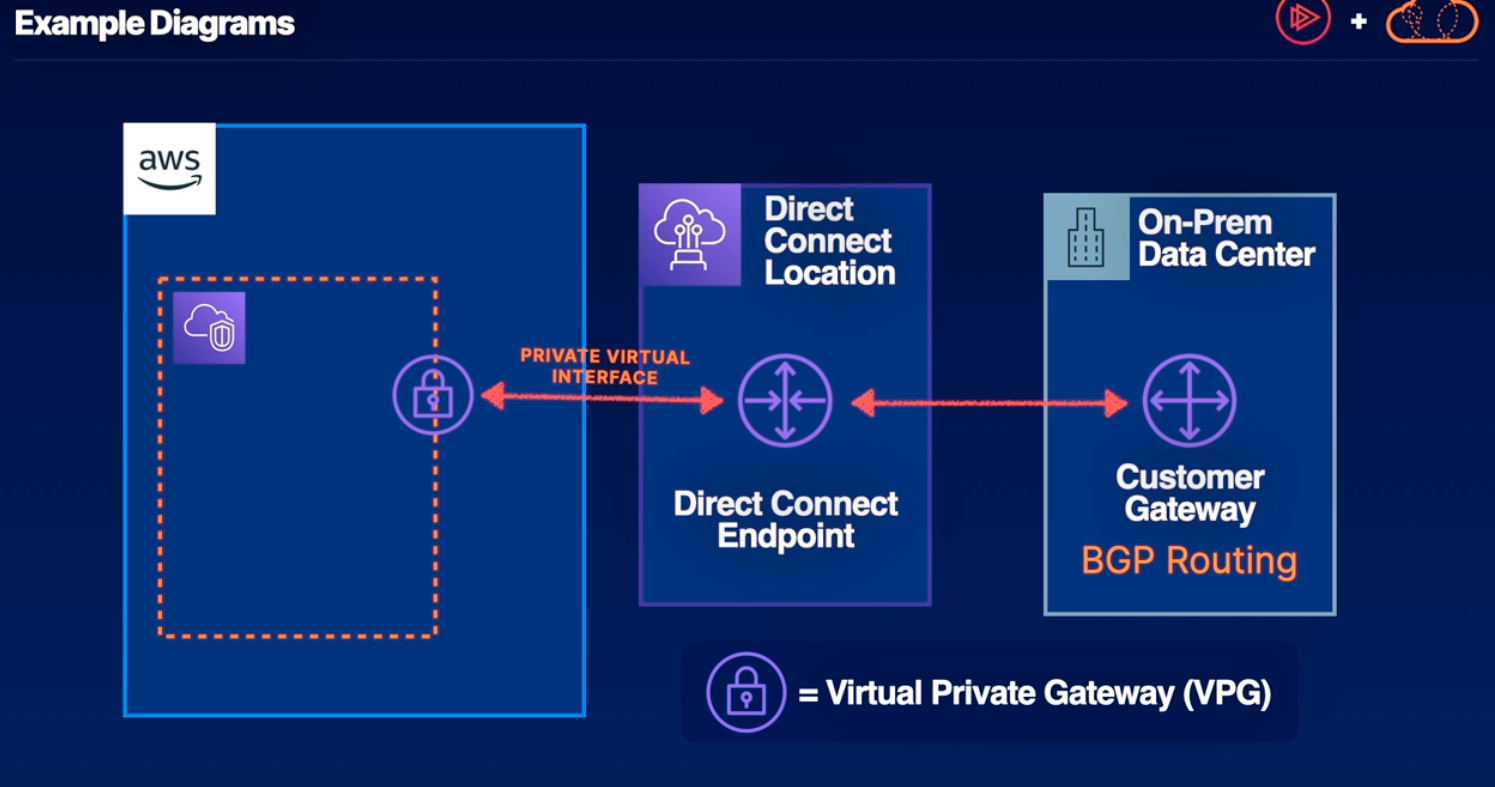 Example Diagrams
+
aws
Direct
Connect
Location
On-Prem
Data Center
PRIVATE VIRTUAL
INTERFACE
Direct Connect
Endpoint
Customer
Gateway
BGP Routing
= Virtual Private Gateway (VPG)